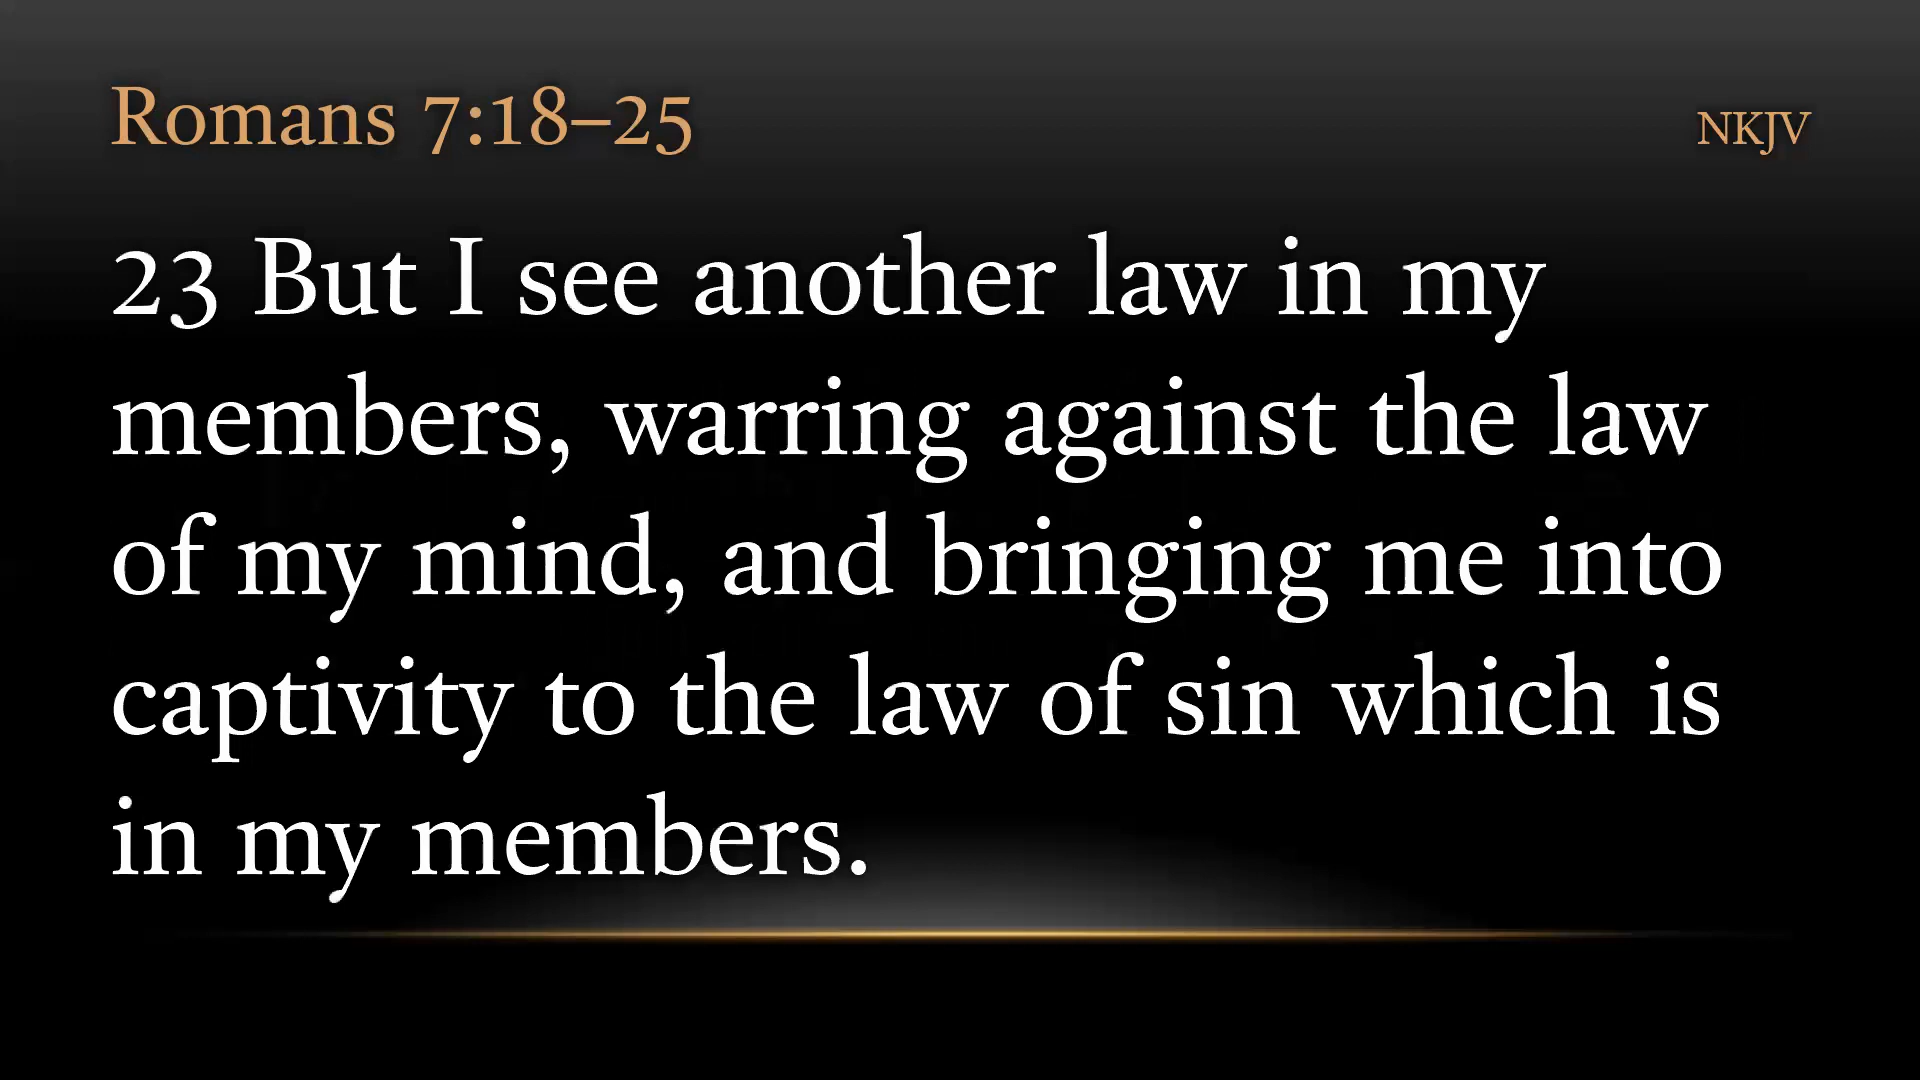 Romans 7:18–25
NKJV
23 But I see another law in my
members, warring against the law
of my mind, and bringing me into
captivity to the law of sin which is
in my members.